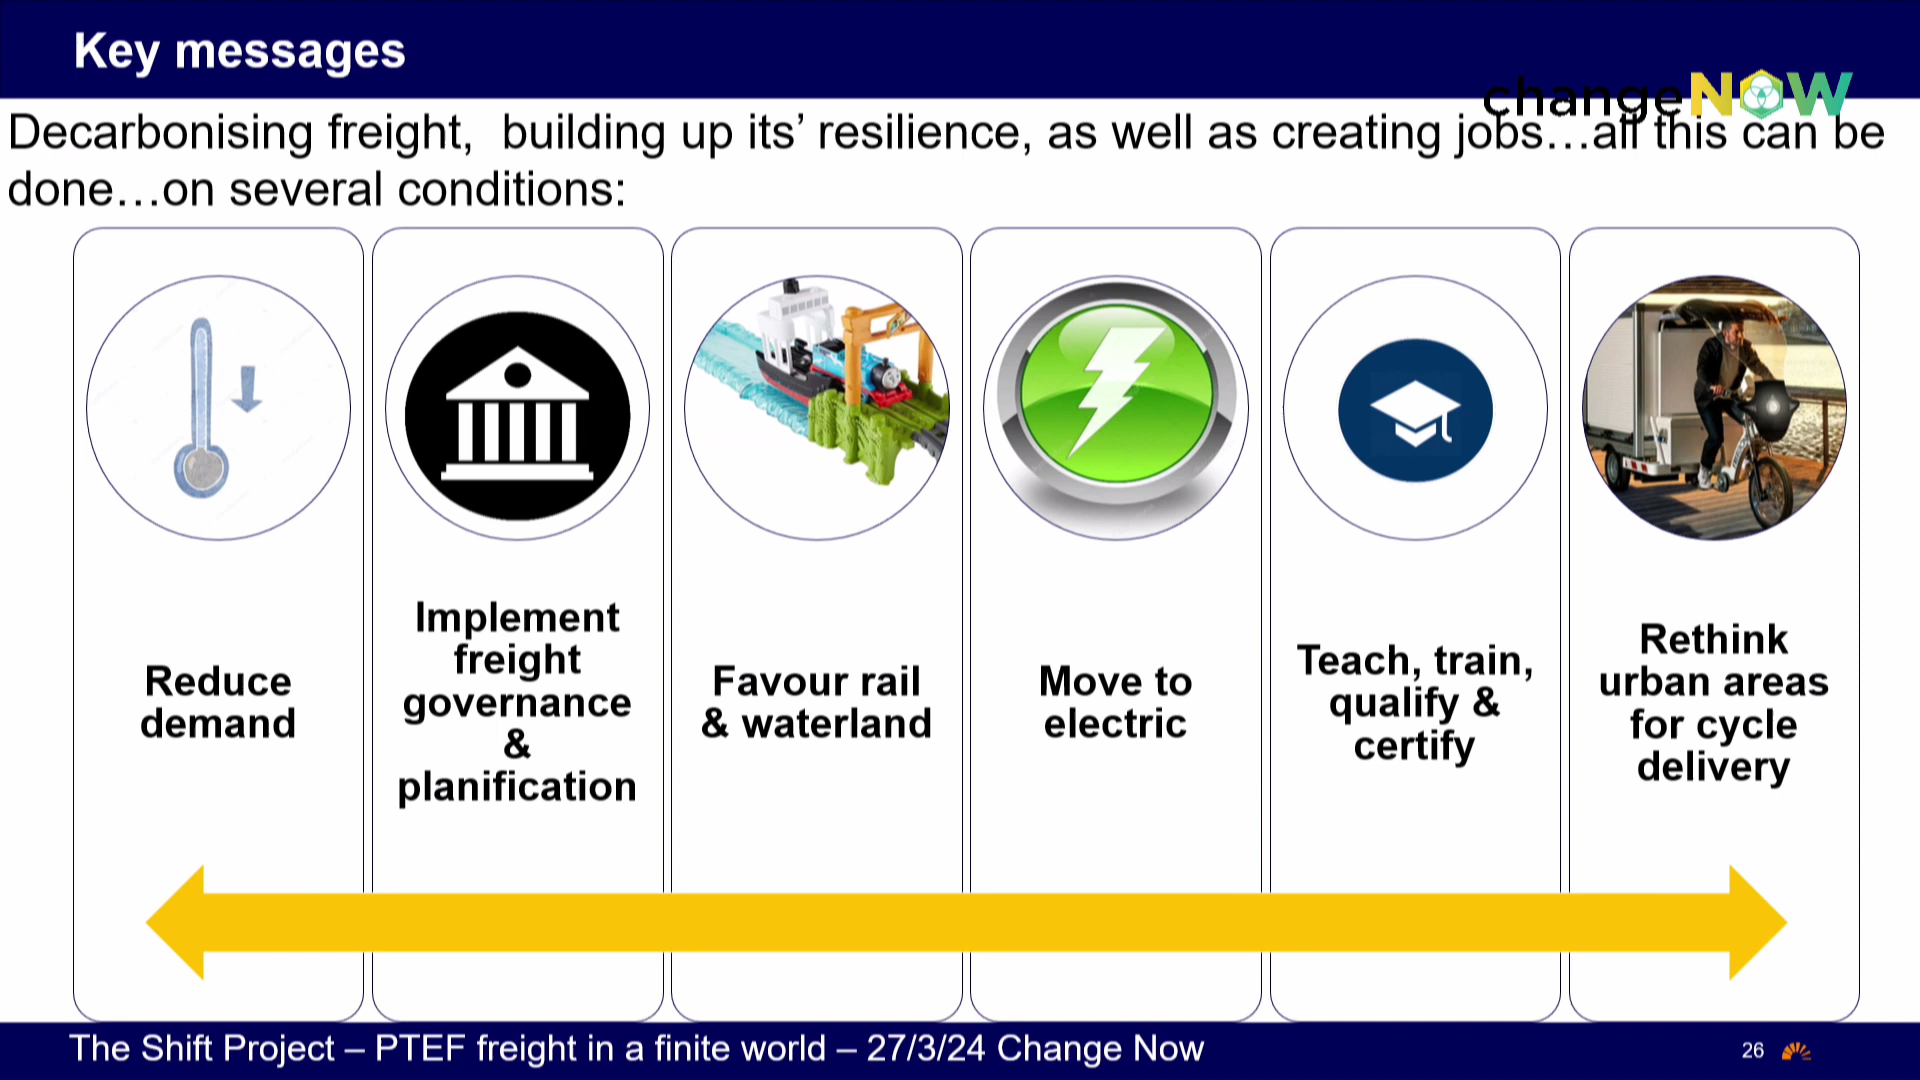 Key messages
changeNOW
Decarbonising freight,  building up its’ resilience, as well as creating jobs…all this can be
done…on several conditions:
Reduce
demand
Implement
freight
governance
&
planification
Favour rail
& waterland
Move to
electric
Teach, train,
qualify &
certify
Rethink
urban areas
for cycle
delivery
The Shift Project – PTEF freight in a finite world – 27/3/24 Change Now
26